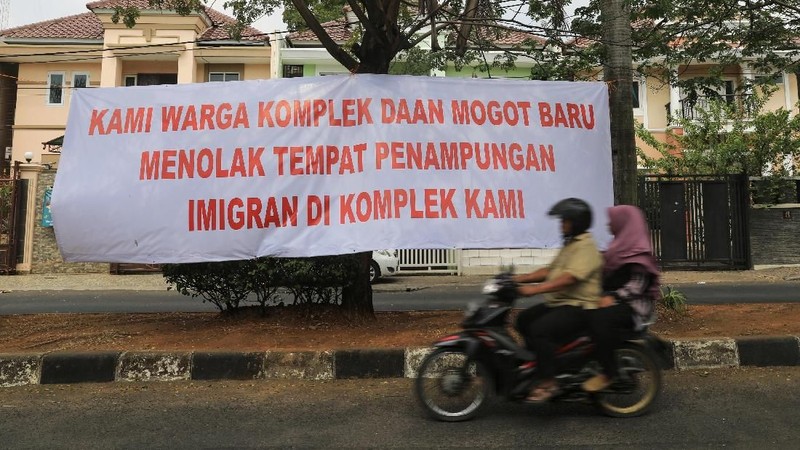 KAMI WARGA KOMPLEK DAAN MOGOT BARU
MENOLAK TEMPAT PENAMPUNGAN
IMIGRAN DI KOMPLEK KAMI